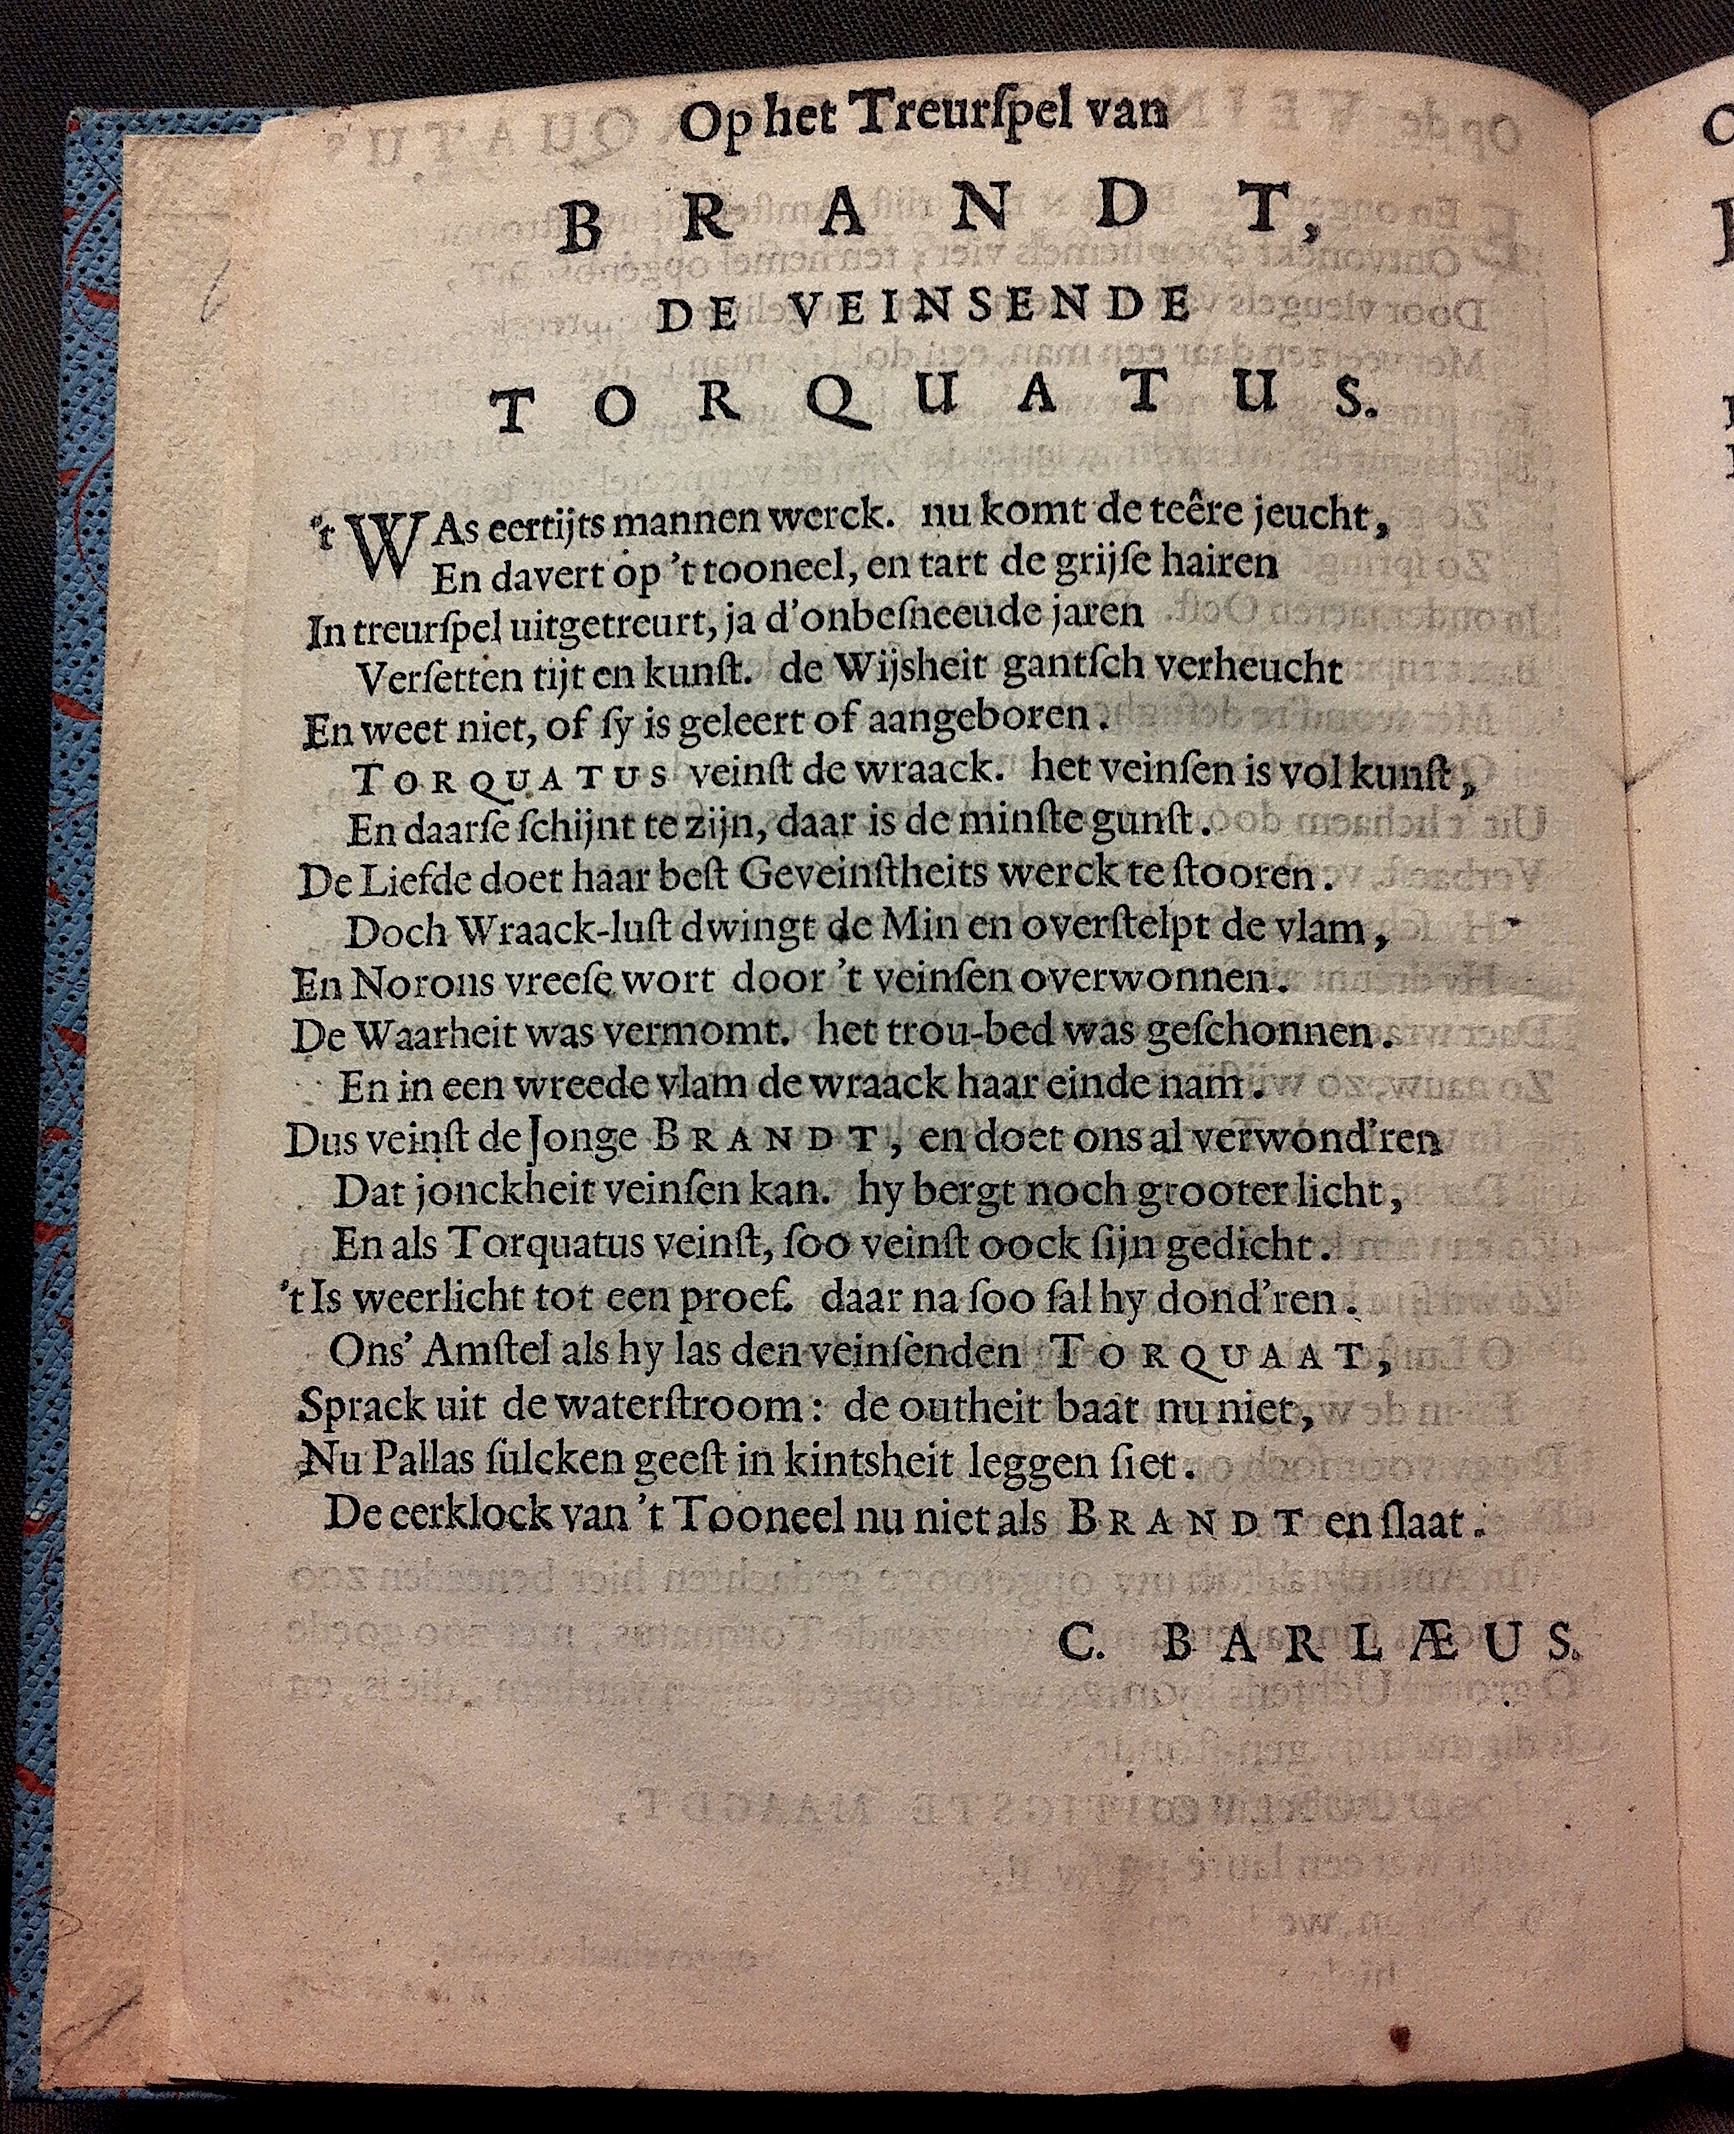 Op het Treurſpel van
BRANDT,
DE VEINSENDE
TORQUATUS.
't WAs eertijts mannen werck. nu komt de teêre jeucht,
En davert op 't tooneel, en tart de grijſe hairen
In treurſpel uitgetreurt, ja d'onbeſneeude jaren
Verſetten tijt en kunſt. de Wijsheit gantſch verheucht
En weet niet, of ſy is geleert of aangeboren.
TORQUATUS veinſt de wraack. het veinſen is vol kunſt,
En daarſe ſchijnt te zijn, daar is de minſte gunſt.
De Liefde doet haar beſt Geveinſtheits werck te ſtooren.
Doch Wraack-luſt dwingt de Min en overſtelpt de vlam,
En Norons vreeſe wort door 't veinſen overwonnen.
De Waarheit was vermomt. het trou-bed was geſchonnen.
En in een wreede vlam de wraack haar einde nam.
Dus veinſt de Jonge BRANDT, en doet ons al verwond'ren
Dat jonckheit veinſen kan. hy bergt noch grooter licht,
En als Torquatus veinſt, ſoo veinſt oock ſijn gedicht.
't Is weerlicht tot een proef. daar na ſoo ſal hy dond'ren.
Ons' Amſtel als hy las den veinſenden TORQUAAT,
Sprack uit de waterſtroom: de outheit baat nu niet,
Nu Pallas ſulcken geeſt in kintsheit leggen ſiet.
De eerklock van 't Tooneel nu niet als BRANDT en ſlaat.
C. BARLÆUS.